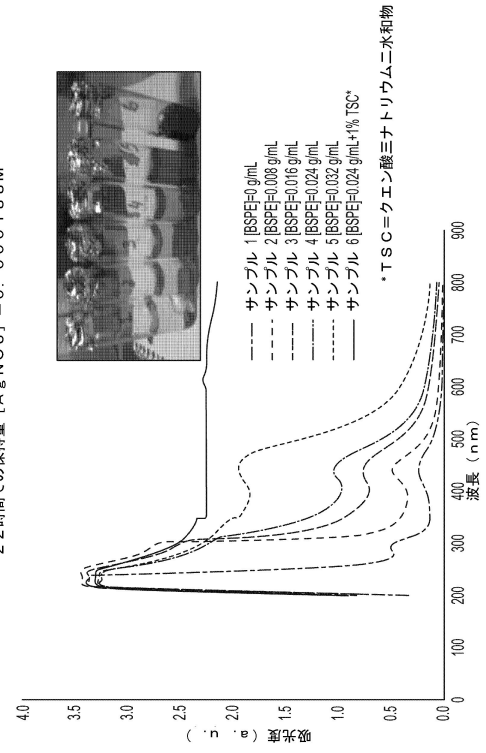 22時間での保持量 [AgNO3] =0. 000138M
4.0
3.5
3.0
2.5
2.0
1.5
1.0
0.5
0.0
吸光度 (a. u. )
0 100 200 300 400 500 600 700 800 900
波長 (nm)
サンプル 1 [BSPE]=0 g/mL
サンプル 2 [BSPE]=0.008 g/mL
サンプル 3 [BSPE]=0.016 g/mL
サンプル 4 [BSPE]=0.024 g/mL
サンプル 5 [BSPE]=0.032 g/mL
サンプル 6 [BSPE]=0.024 g/mL+1% TSC*
*TSC=クエン酸三ナトリウム二水和物